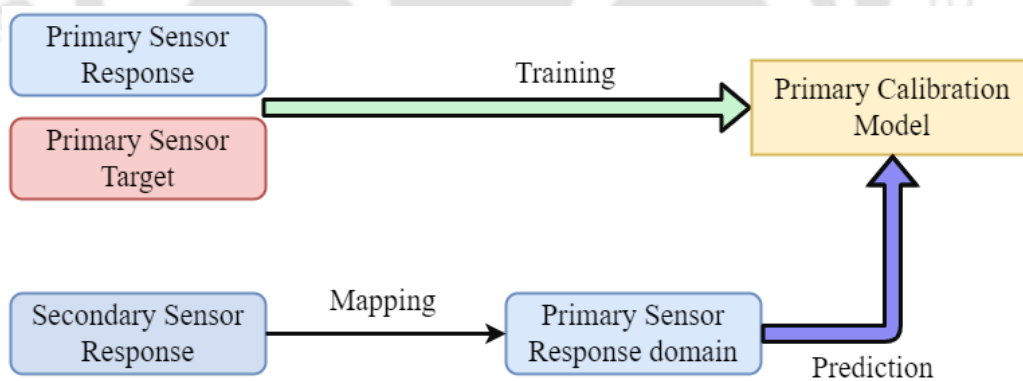 Primary Sensor
Response
Training
Primary Calibration
Model
Primary Sensor
Target
Secondary Sensor
Response
Mapping
Primary Sensor
Response domain
Prediction